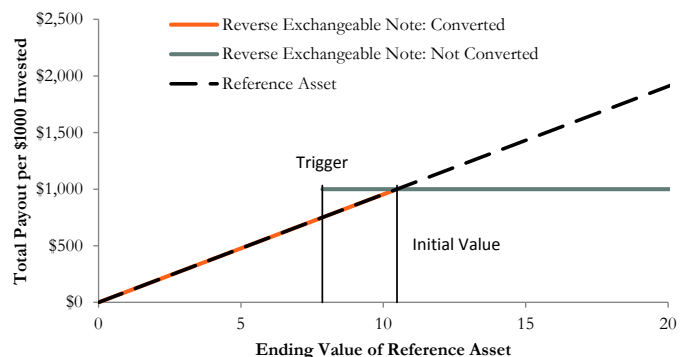 $2,500
$2,000
$1,500
$1,000
$500
$0
Total Payout per $1000 Invested
Reverse Exchangeable Note: Converted
Reverse Exchangeable Note: Not Converted
Reference Asset
Trigger
Initial Value
0
5
10
15
20
Ending Value of Reference Asset